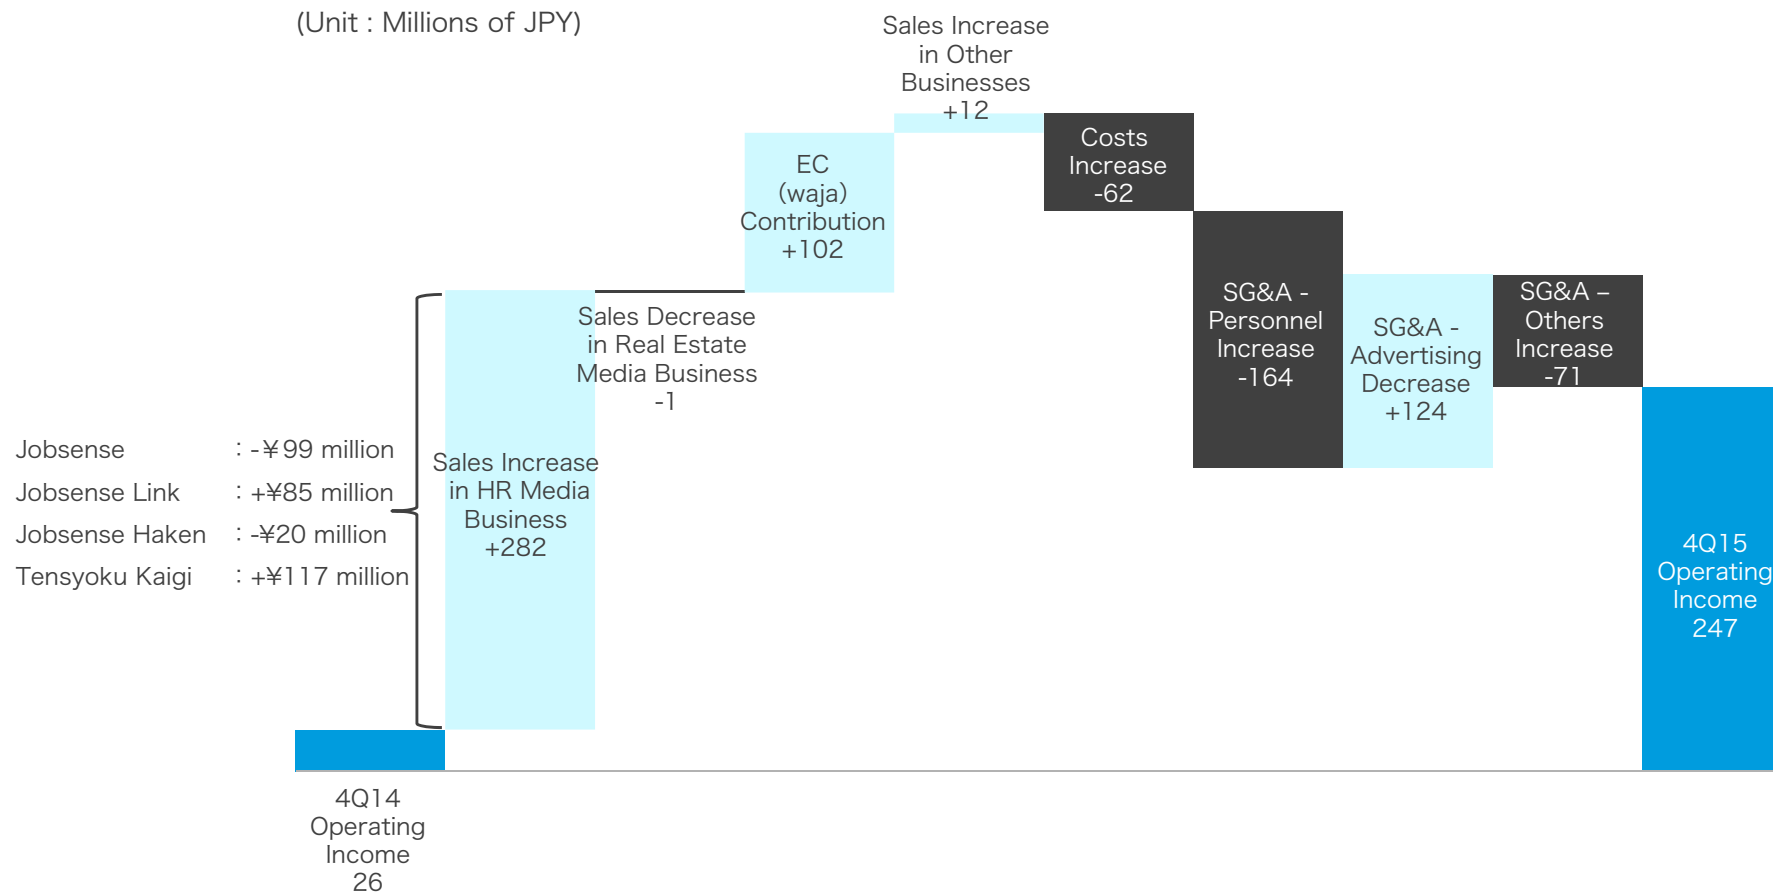 (Unit : Millions of JPY)
Sales Increase
in Other
Businesses
+12
Costs
Increase
-62
EC
(waja)
Contribution
+102
SG&A -
Personnel
Increase
-164
SG&A -
Advertising
Decrease
+124
SG&A –
Others
Increase
-71
Sales Decrease
in Real Estate
Media Business
-1
Jobsense : -¥99 million
Jobsense Link : +¥85 million
Jobsense Haken : -¥20 million
Tensyoku Kaigi : +¥117 million
Sales Increase
in HR Media
Business
+282
4Q15
Operating
Income
247
4Q14
Operating
Income
26